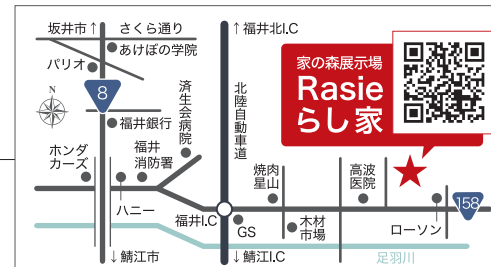 坂井市↑
さくら通り
あけぼの学院
パリオ
8
N
済生会病院
福井銀行
ホンダ
カーズ
福井
消防署
ハニー
↓鯖江市
↑福井北I.C
北陸自動車道
福井I.C
GS
↓鯖江I.C
家の森展示場
Rasie
らし家
焼肉
星山
木材
市場
高波
医院
ローソン
158
足羽川